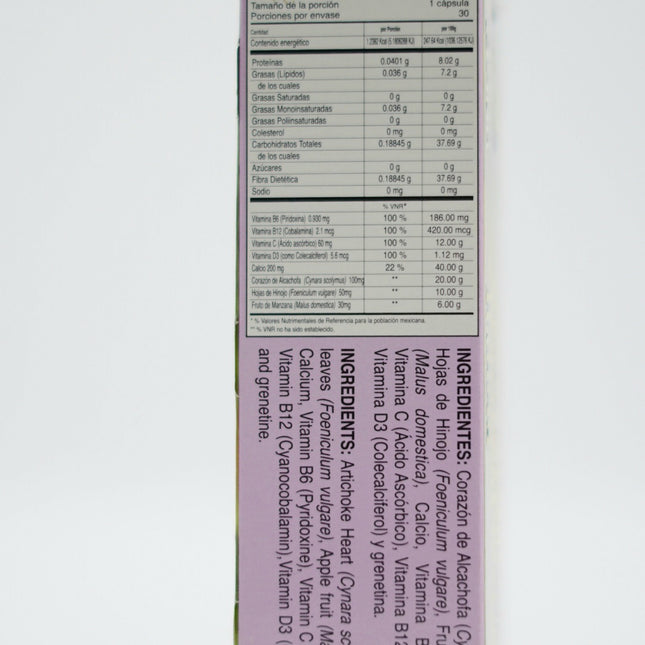 Tamaño de la porción 1 cápsula
Porciones por envase 30
Cantidad por Porción por 100g
Contenido energético 1.2382 Kcal (5.1809288 KJ)
Proteínas 0.0401 g 8.02 g
Grasas (Lípidos) 0.036 g 7.2 g
de los cuales
Grasas Saturadas 0 g 0 g
Grasas Monoinsaturadas 0.036 g 7.2 g
Grasas Poliinsaturadas 0 g 0 g
Colesterol 0 mg 0 mg
Carbohidratos Totales 0.18845 g 37.69 g
de los cuales
Azúcares 0 g 0 g
Fibra Dietética 0.18845 g 37.69 g
Sodio 0 mg 0 mg
% VNR*
Vitamina B6 (Piridoxina) 0.930 mg 100 % 186.00 mg
Vitamina B12 (Cobalamina) 2.1 mcg 100 % 420.00 mcg
Vitamina C (Ácido ascórbico) 60 mg 100 % 12.00 g
Vitamina D3 (como Colecalciferol) 5.6 mcg 100 % 1.12 mg
Calcio 200 mg 22 % 40.00 g
Corazón de Alcachofa (Cynara scolymus) 100mg ** 20.00 g
Hojas de Hinojo (Foeniculum vulgare) 50mg ** 10.00 g
Fruto de Manzana (Malus domestica) 30mg ** 6.00 g
* % Valores Nutrimentales de Referencia para la población mexicana.
** % VNR no ha sido establecido.
INGREDIENTES: Corazón de Alcachofa (Cy
Hojas de Hinojo (Foeniculum vulgare), Fru
(Malus domestica), Calcio, Vitamina B
Vitamina C (Ácido Ascórbico), Vitamina B12
Vitamina D3 (Colecalciferol) y grenetina.
INGREDIENTS: Artichoke Heart (Cynara sc
leaves (Foeniculum vulgare), Apple fruit (Ma
Calcium, Vitamin B6 (Pyridoxine), Vitamin C
Vitamin B12 (Cyanocobalamin), Vitamin D3 (
and grenetine.